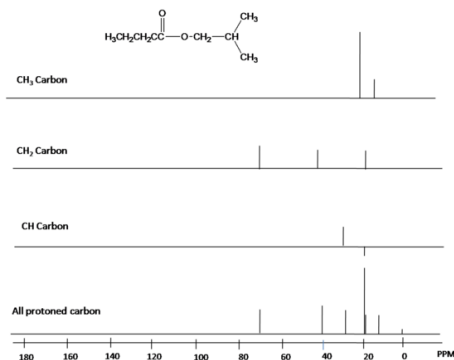 O CH₃
H₃CH₂CH₂C—C—O-CH₂—CH
CH₃
CH₃ Carbon
CH₂ Carbon
CH Carbon
All protoned carbon
180 160 140 120 100 80 60 40 20 0 PPM